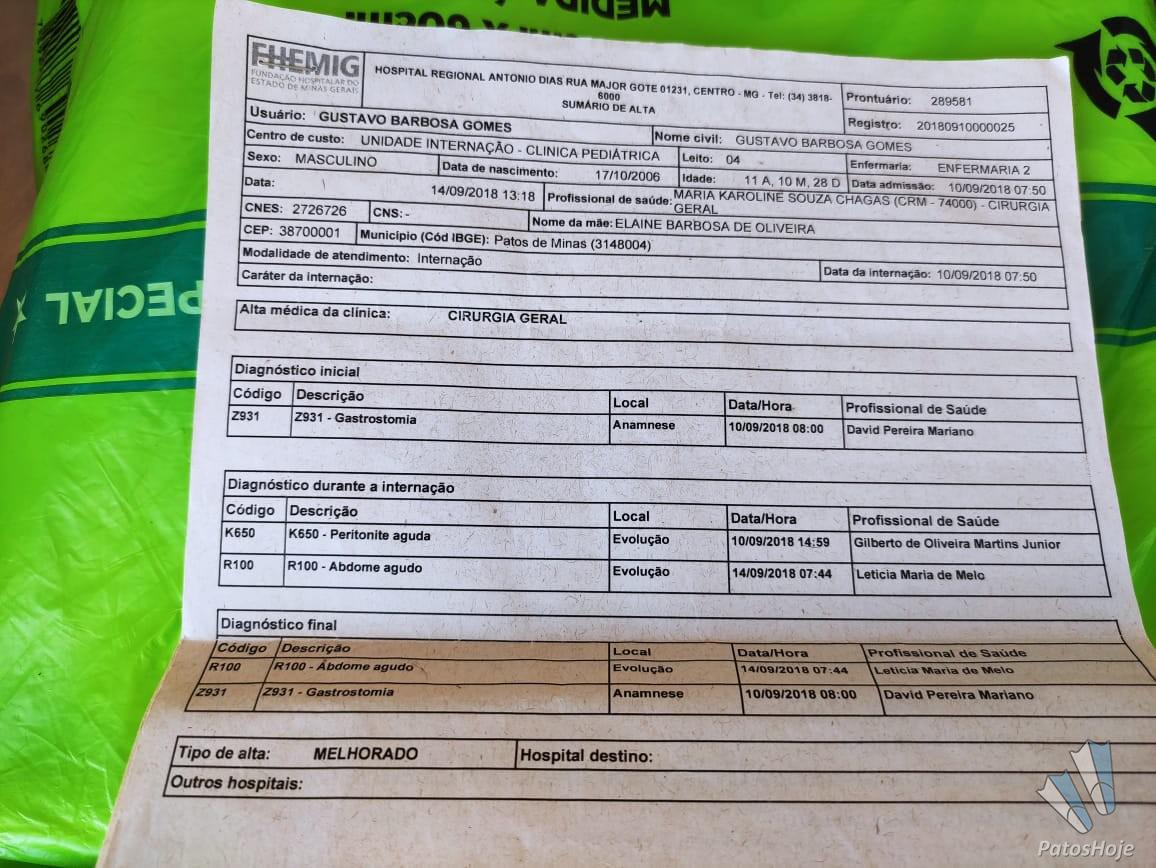 MEDIDA
X 60cm
PECIAL
FHEMIG
FUNDAÇÃO HOSPITALAR DO
ESTADO DE MINAS GERAIS
HOSPITAL REGIONAL ANTONIO DIAS RUA MAJOR GOTE 01231, CENTRO - MG - Tel: (34) 3818-
6000
SUMÁRIO DE ALTA
Prontuário: 289581
Registro: 20180910000025
Usuário: GUSTAVO BARBOSA GOMES
Nome civil: GUSTAVO BARBOSA GOMES
Centro de custo: UNIDADE INTERNAÇÃO - CLINICA PEDIÁTRICA
Leito: 04
Enfermaria: ENFERMARIA 2
Sexo: MASCULINO
Data de nascimento: 17/10/2006
Idade: 11 A, 10 M, 28 D
Data admissão: 10/09/2018 07:50
Data: 14/09/2018 13:18
Profissional de saúde: MARIA KAROLINE SOUZA CHAGAS (CRM - 74000) - CIRURGIA
GERAL
CNES: 2726726
CNS: -
Nome da mãe: ELAINE BARBOSA DE OLIVEIRA
CEP: 38700001
Município (Cód IBGE): Patos de Minas (3148004)
Modalidade de atendimento: Internação
Data da internação: 10/09/2018 07:50
Caráter da internação:
Alta médica da clínica: CIRURGIA GERAL
Diagnóstico inicial
Código Descrição Local Data/Hora Profissional de Saúde
Z931 Z931 - Gastrostomia Anamnese 10/09/2018 08:00 David Pereira Mariano
Diagnóstico durante a internação
Código Descrição Local Data/Hora Profissional de Saúde
K650 K650 - Peritonite aguda Evolução 10/09/2018 14:59 Gilberto de Oliveira Martins Junior
R100 R100 - Abdome agudo Evolução 14/09/2018 07:44 Leticia Maria de Melo
Diagnóstico final
Código Descrição Local Data/Hora Profissional de Saúde
R100 R100 - Abdome agudo Evolução 14/09/2018 07:44 Leticia Maria de Melo
Z931 Z931 - Gastrostomia Anamnese 10/09/2018 08:00 David Pereira Mariano
Tipo de alta: MELHORADO
Hospital destino:
Outros hospitais:
PatosHoje